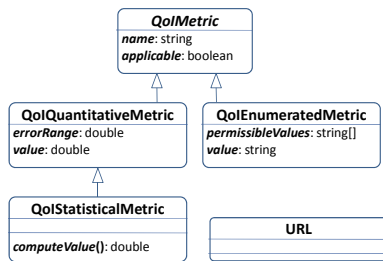 QoIMetric
name: string
applicable: boolean
QoIQuantitativeMetric
errorRange: double
value: double
QoIEnumeratedMetric
permissibleValues: string[]
value: string
QoIStatisticalMetric
computeValue(): double
URL